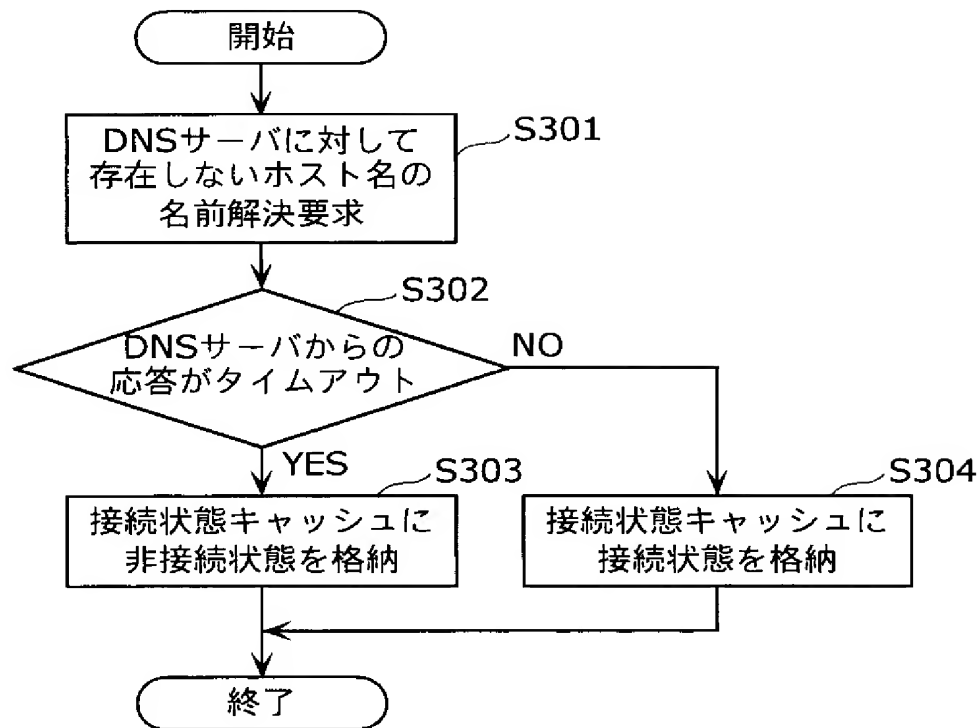 開始
DNSサーバに対して
存在しないホスト名の
名前解決要求
S301
DNSサーバからの
応答がタイムアウト
S302
NO
YES
接続状態キャッシュに
非接続状態を格納
S303
接続状態キャッシュに
接続状態を格納
S304
終了